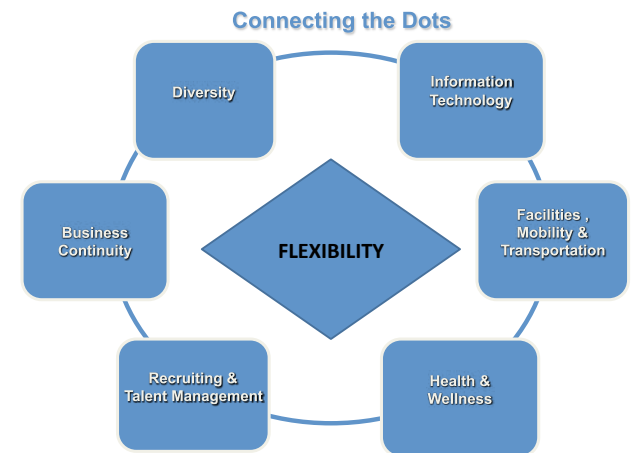 Connecting the Dots
Diversity
Information
Technology
Business
Continuity
FLEXIBILITY
Facilities ,
Mobility &
Transportation
Recruiting &
Talent Management
Health &
Wellness